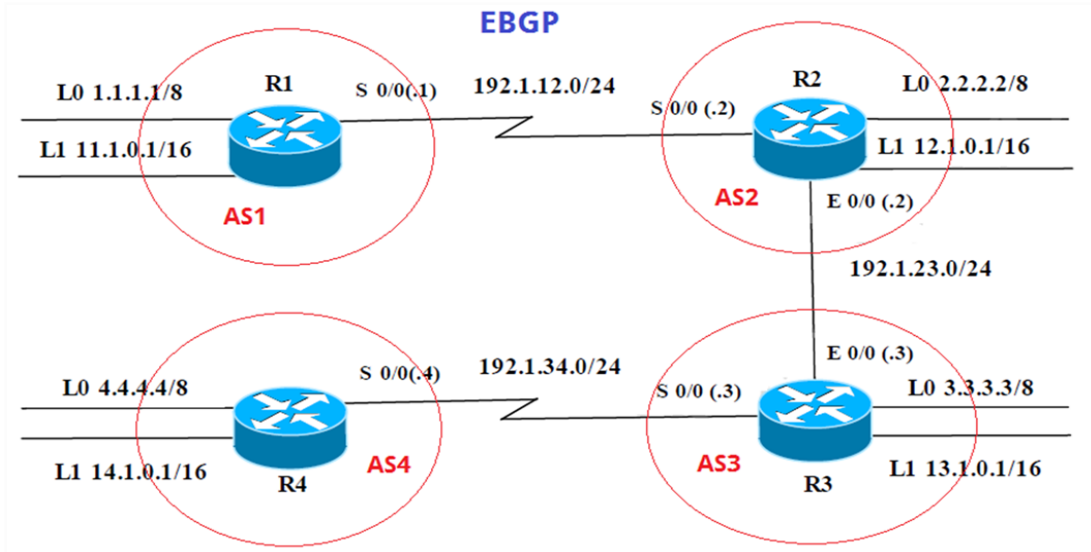 EBGP
R1
S 0/0(.1)
192.1.12.0/24
L0 1.1.1.1/8
L1 11.1.0.1/16
AS1
R2
S 0/0 (.2)
L0 2.2.2.2/8
L1 12.1.0.1/16
AS2
E 0/0 (.2)
192.1.23.0/24
L0 4.4.4.4/8
S 0/0(.4)
192.1.34.0/24
L1 14.1.0.1/16
AS4
R4
E 0/0 (.3)
S 0/0 (.3)
L0 3.3.3.3/8
AS3
L1 13.1.0.1/16
R3